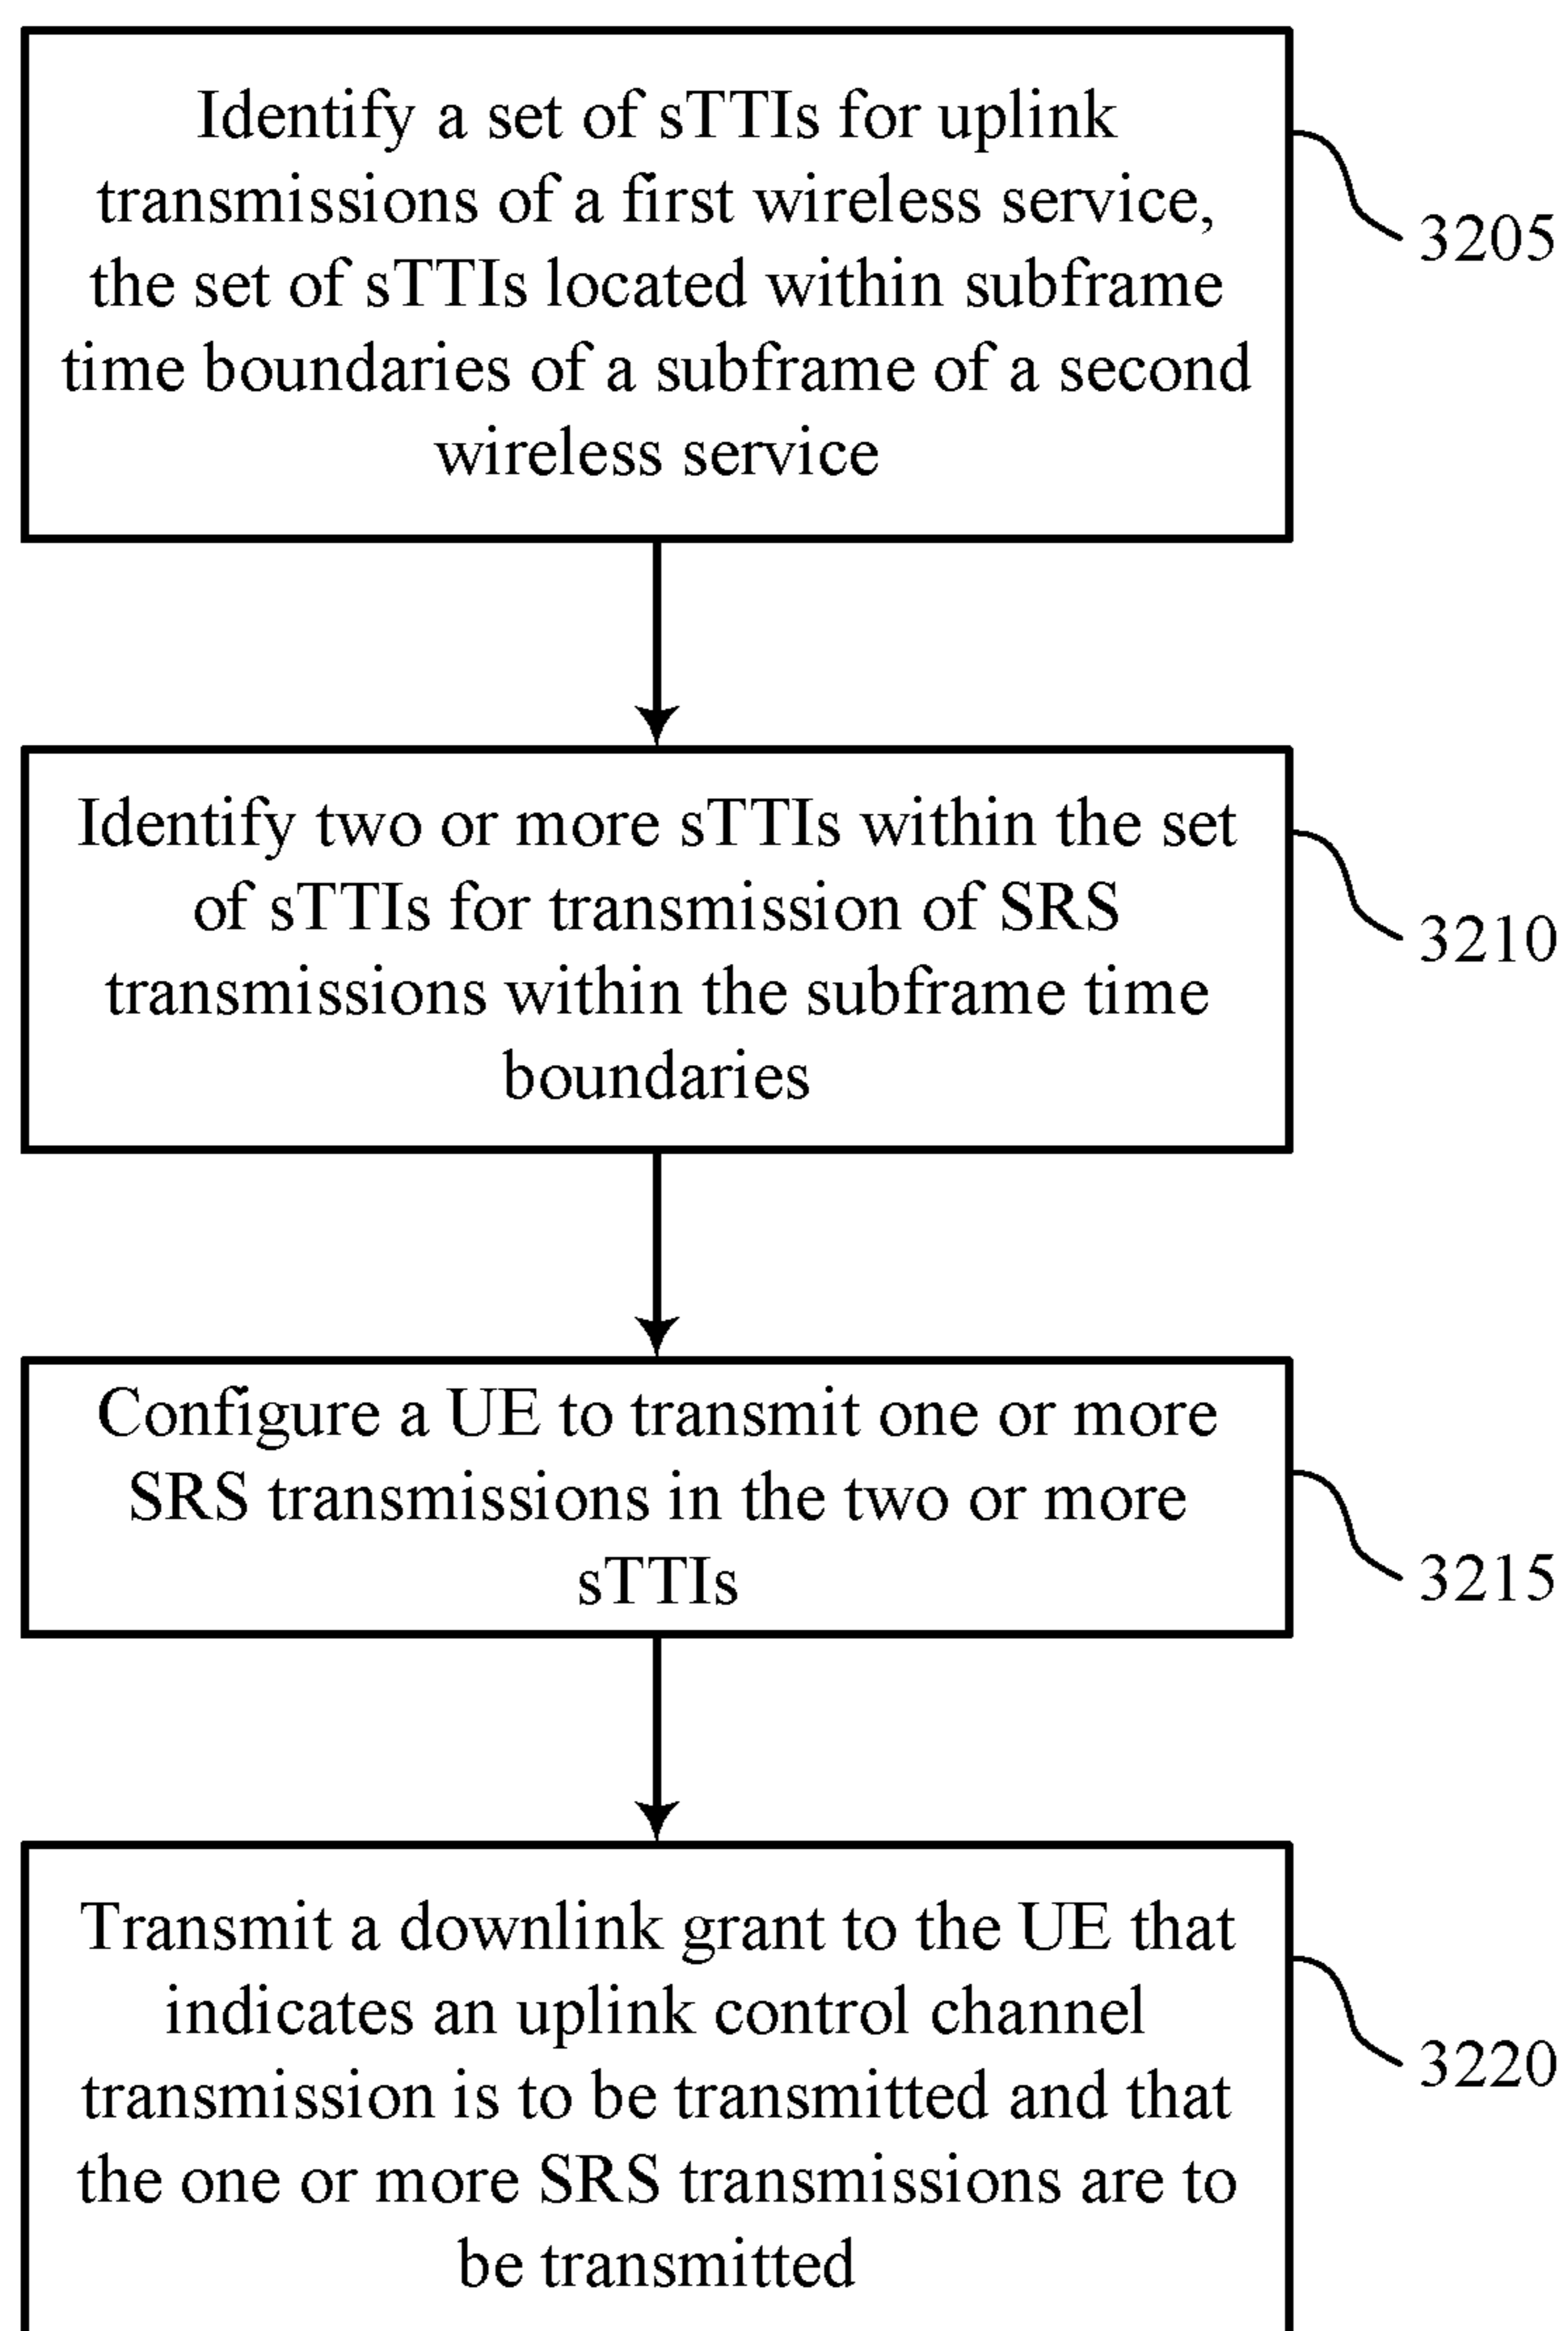 Identify a set of sTTIs for uplink
transmissions of a first wireless service,
the set of sTTIs located within subframe
time boundaries of a subframe of a second
wireless service
3205
Identify two or more sTTIs within the set
of sTTIs for transmission of SRS
transmissions within the subframe time
boundaries
3210
Configure a UE to transmit one or more
SRS transmissions in the two or more
sTTIs
3215
Transmit a downlink grant to the UE that
indicates an uplink control channel
transmission is to be transmitted and that
the one or more SRS transmissions are to
be transmitted
3220